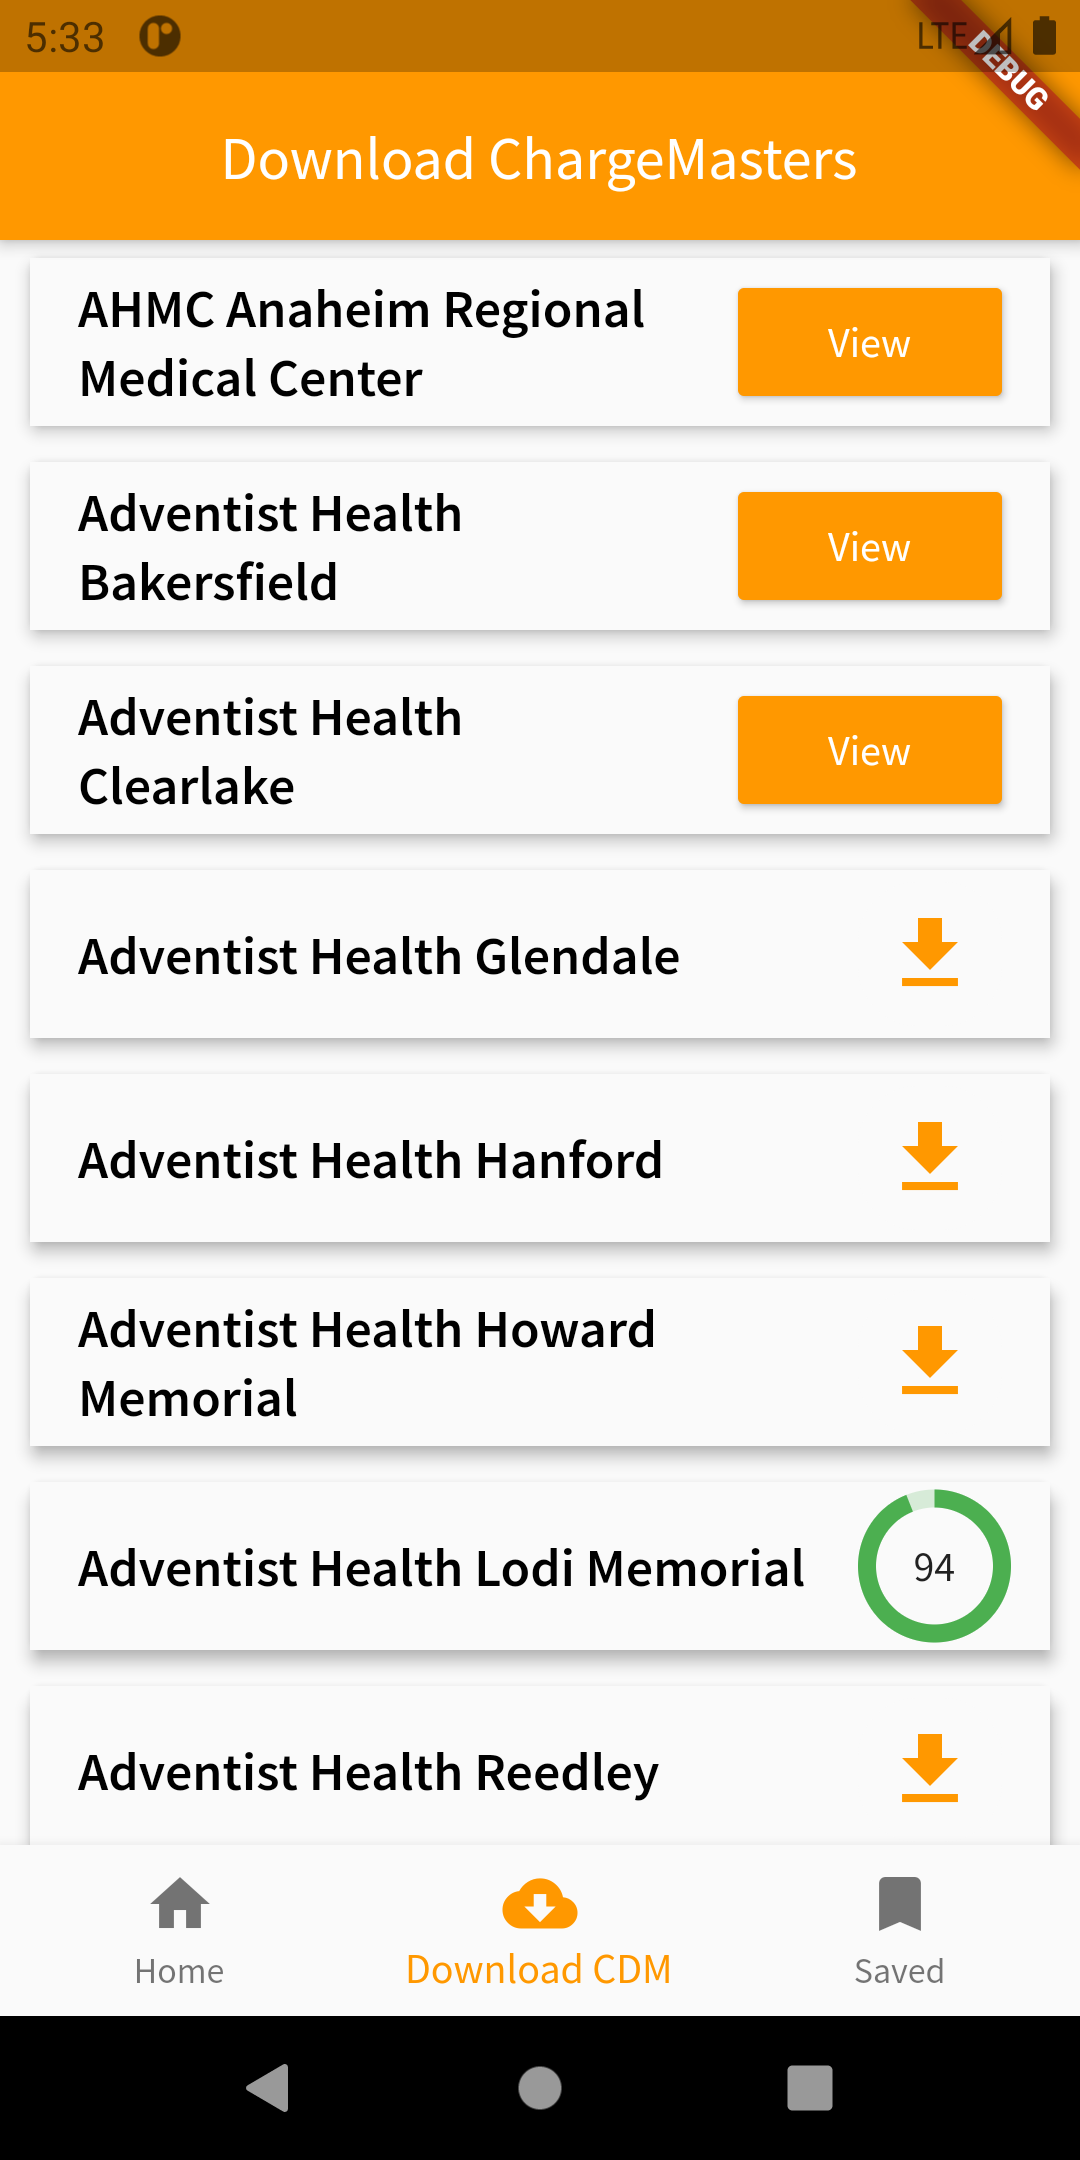 5:33
LTE
DEBUG
Download ChargeMasters
AHMC Anaheim Regional
Medical Center
View
Adventist Health
Bakersfield
View
Adventist Health
Clearlake
View
Adventist Health Glendale
Adventist Health Hanford
Adventist Health Howard
Memorial
Adventist Health Lodi Memorial
94
Adventist Health Reedley
Home
Download CDM
Saved